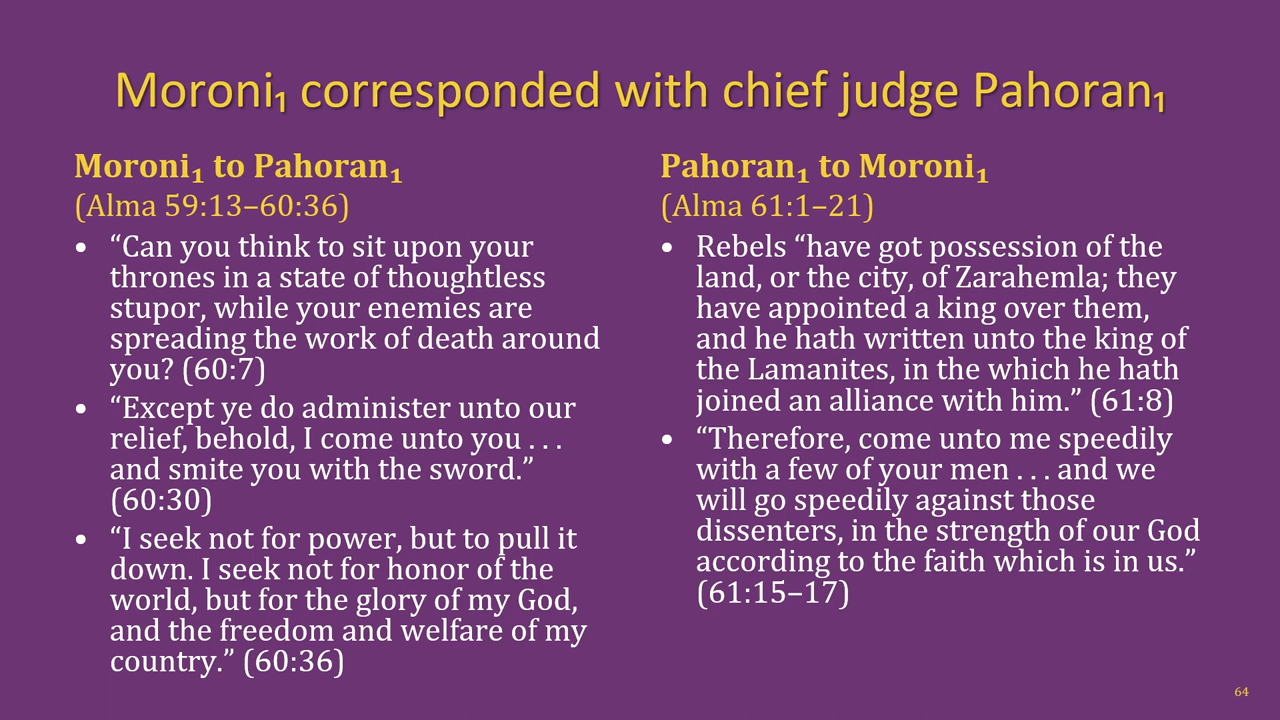 Moroni₁ corresponded with chief judge Pahoran₁
Moroni₁ to Pahoran₁
(Alma 59:13–60:36)
• “Can you think to sit upon your
thrones in a state of thoughtless
stupor, while your enemies are
spreading the work of death around
you? (60:7)
• “Except ye do administer unto our
relief, behold, I come unto you . . .
and smite you with the sword.”
(60:30)
• “I seek not for power, but to pull it
down. I seek not for honor of the
world, but for the glory of my God,
and the freedom and welfare of my
country.” (60:36)
Pahoran₁ to Moroni₁
(Alma 61:1–21)
• Rebels “have got possession of the
land, or the city, of Zarahemla; they
have appointed a king over them,
and he hath written unto the king of
the Lamanites, in the which he hath
joined an alliance with him.” (61:8)
• “Therefore, come unto me speedily
with a few of your men . . . and we
will go speedily against those
dissenters, in the strength of our God
according to the faith which is in us.”
(61:15–17)
64